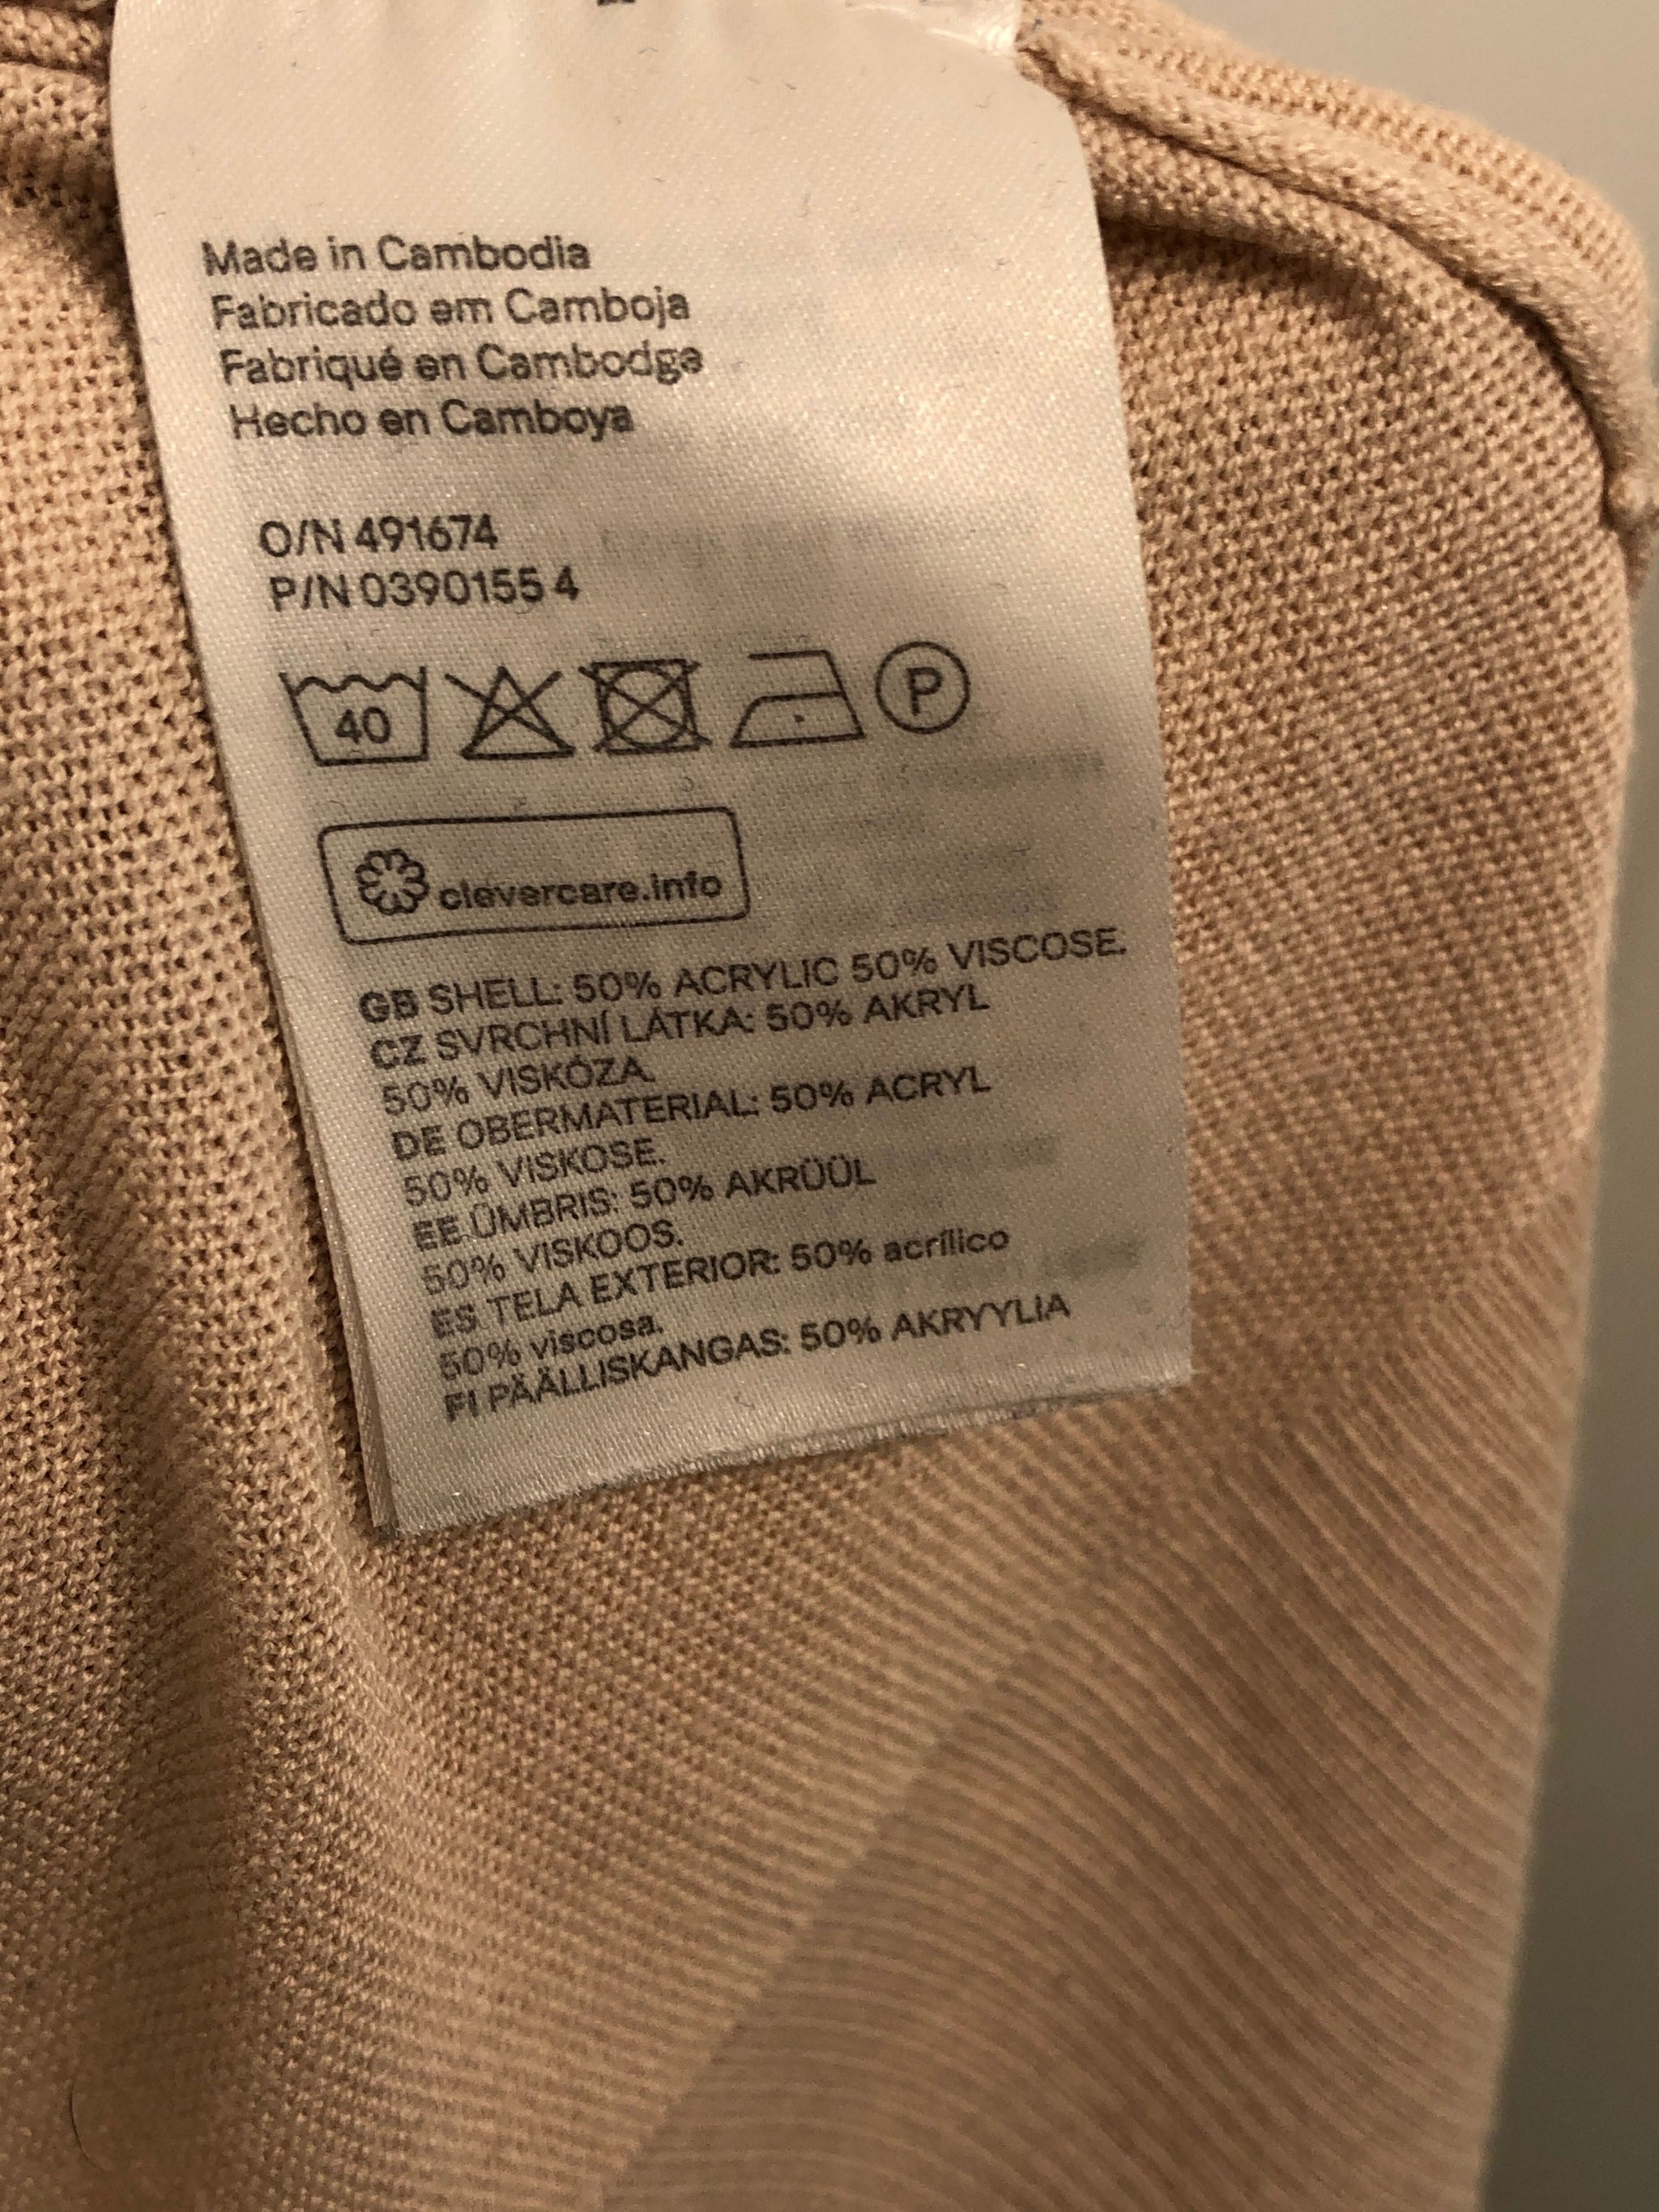 Made in Cambodia
Fabricado em Camboja
Fabriqué en Cambodge
Hecho en Camboya
O/N 491674
P/N 0390155 4
40
P
clevercare.info
GB SHELL: 50% ACRYLIC 50% VISCOSE.
CZ SVRCHNÍ LÁTKA: 50% AKRYL
50% VISKÓZA.
DE OBERMATERIAL: 50% ACRYL
50% VISKOSE.
EE ÜMBRIS: 50% AKRÜÜL
50% VISKOOS.
ES TELA EXTERIOR: 50% acrílico
50% viscosa.
FI PÄÄLLISKANGAS: 50% AKRYYLIA